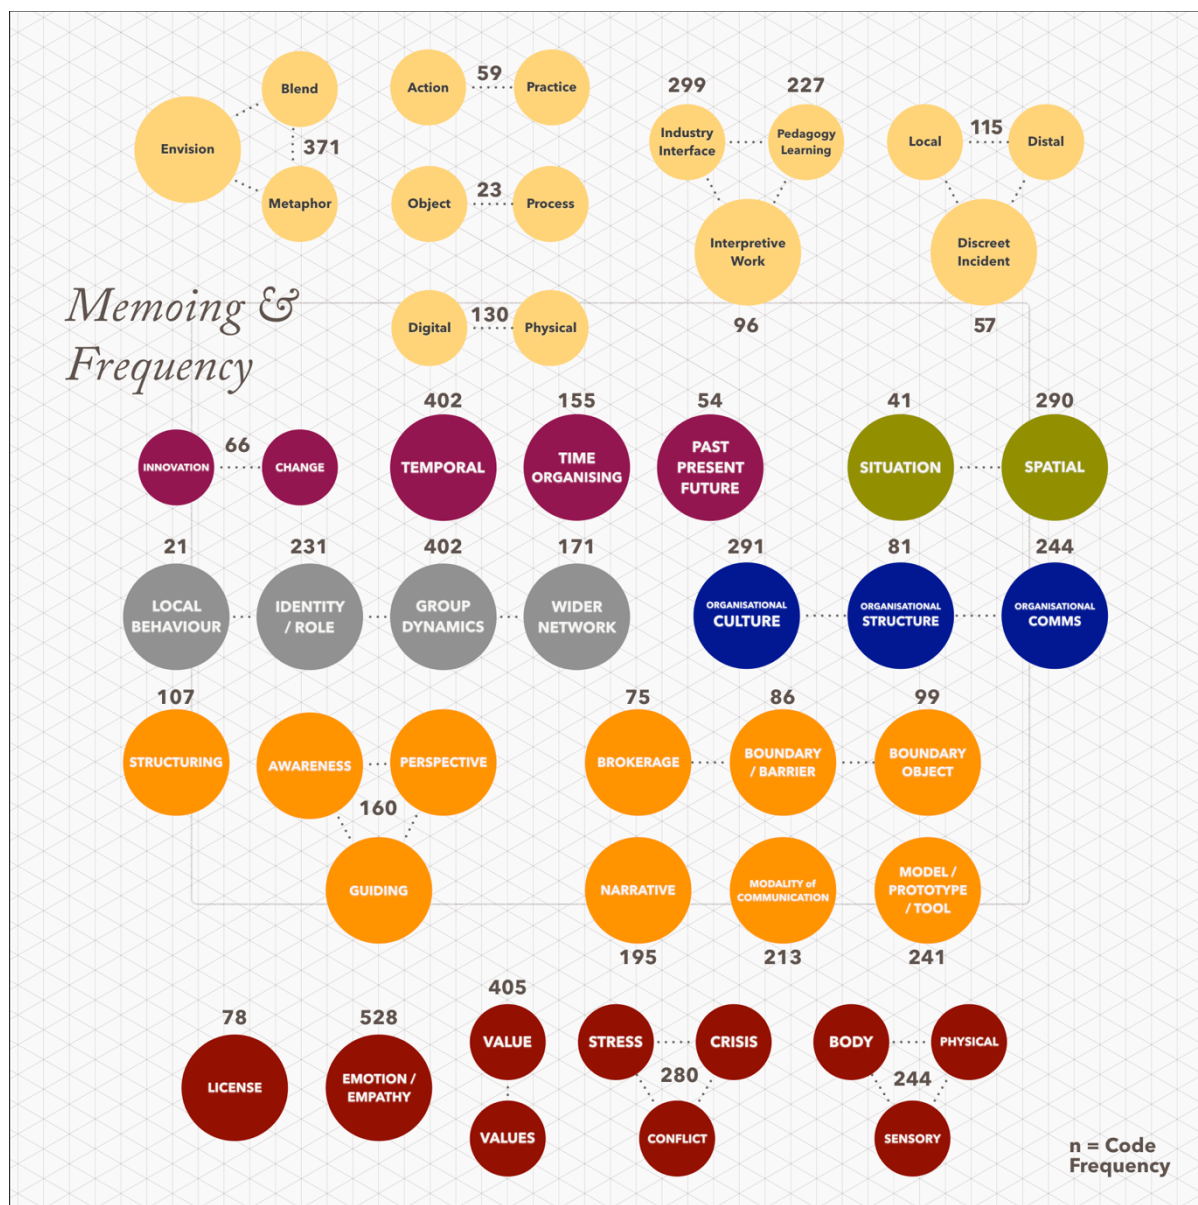 Blend
Envision
371
Metaphor
Action
59
Practice
Object
23
Process
Digital
130
Physical
299
227
Industry
Interface
Pedagogy
Learning
Interpretive
Work
96
Local
115
Distal
Discreet
Incident
57
Memoing &
Frequency
INNOVATION
66
CHANGE
402
TEMPORAL
155
TIME
ORGANISING
54
PAST
PRESENT
FUTURE
41
SITUATION
290
SPATIAL
21
LOCAL
BEHAVIOUR
231
IDENTITY
/ ROLE
402
GROUP
DYNAMICS
171
WIDER
NETWORK
291
ORGANISATIONAL
CULTURE
81
ORGANISATIONAL
STRUCTURE
244
ORGANISATIONAL
COMMS
107
STRUCTURING
AWARENESS
PERSPECTIVE
160
GUIDING
75
BROKERAGE
86
BOUNDARY
/ BARRIER
99
BOUNDARY
OBJECT
NARRATIVE
195
MODALITY of
COMMUNICATION
213
MODEL /
PROTOTYPE
/ TOOL
241
78
LICENSE
528
EMOTION /
EMPATHY
405
VALUE
VALUES
STRESS
CRISIS
280
CONFLICT
BODY
PHYSICAL
244
SENSORY
n = Code
Frequency